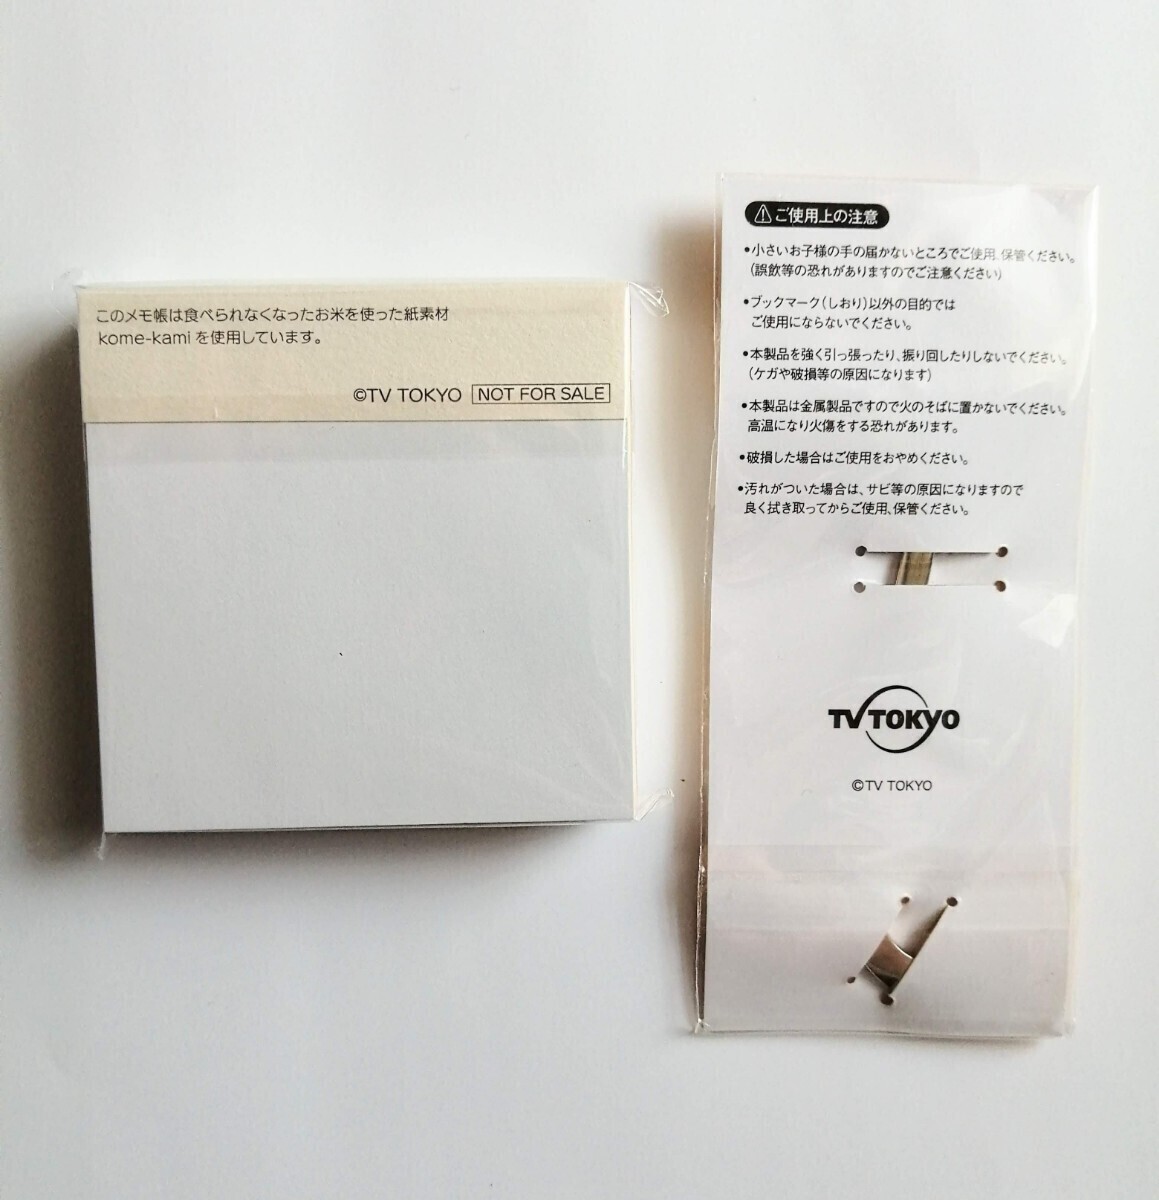 このメモ帳は食べられなくなったお米を使った紙素材
kome-kamiを使用しています。
©TV TOKYO NOT FOR SALE
ご使用上の注意
•小さいお子様の手の届かないところでご使用、保管ください。
(誤飲等の恐れがありますのでご注意ください)
•ブックマーク(しおり)以外の目的では
ご使用にならないでください。
•本製品を強く引っ張ったり、振り回したりしないでください。
(ケガや破損等の原因になります)
•本製品は金属製品ですので火のそばに置かないでください。
高温になり火傷をする恐れがあります。
•破損した場合はご使用をおやめください。
•汚れがついた場合は、サビ等の原因になりますので
良く拭き取ってからご使用、保管ください。
TV TOKYO
©TV TOKYO